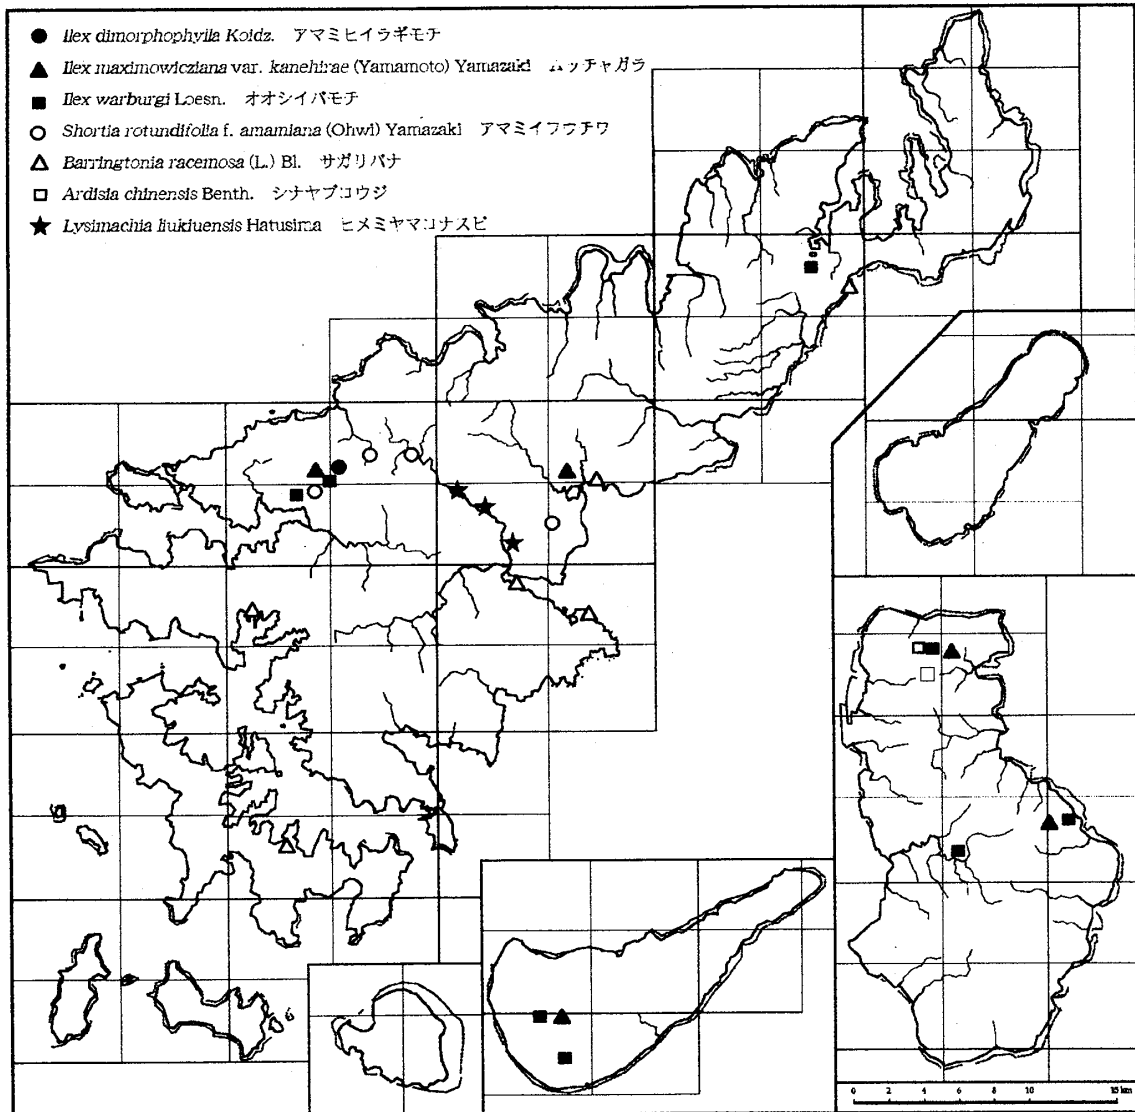 Ilex dimorphophylla Koidz. アマミヒイラギモチ
Ilex maximowicziana var. kanehirae (Yamamoto) Yamazaki ムッチャガラ
Ilex warburgi Loesn. オオシイバモチ
Shortia rotundifolia f. amamiana (Ohwi) Yamazaki アマミイワウチワ
Barringtonia racemosa (L.) Bl. サガリバナ
Ardisia chinensis Benth. シナヤブコウジ
Lysimachia liukiuensis Hatusima ヒメミヤマコナスビ
0 2 4 6 8 10 15 km